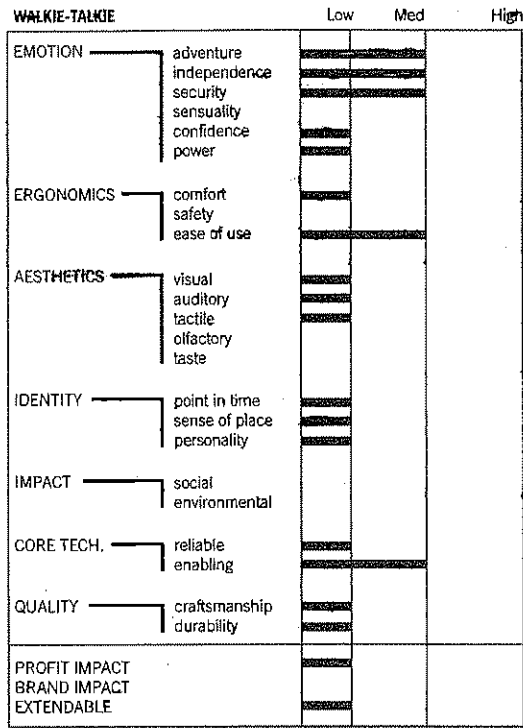 WALKIE-TALKIE Low Med High
EMOTION adventure
independence
security
sensuality
confidence
power
ERGONOMICS comfort
safety
ease of use
AESTHETICS visual
auditory
tactile
olfactory
taste
IDENTITY point in time
sense of place
personality
IMPACT social
environmental
CORE TECH. reliable
enabling
QUALITY craftsmanship
durability
PROFIT IMPACT
BRAND IMPACT
EXTENDABLE